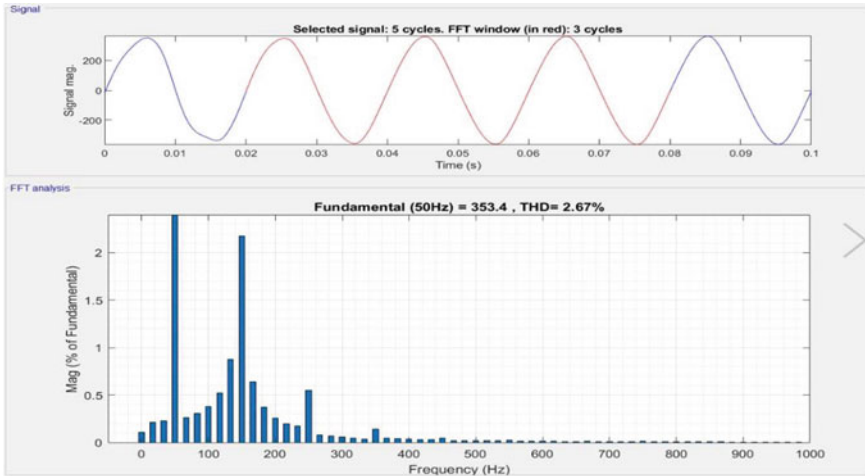 Signal
Selected signal: 5 cycles. FFT window (in red): 3 cycles
Signal mag.
200
0
-200
0 0.01 0.02 0.03 0.04 0.05 0.06 0.07 0.08 0.09 0.1
Time (s)
FFT analysis
Fundamental (50Hz) = 353.4 , THD= 2.67%
Mag (% of Fundamental)
2
1.5
1
0.5
0
0 100 200 300 400 500 600 700 800 900 1000
Frequency (Hz)